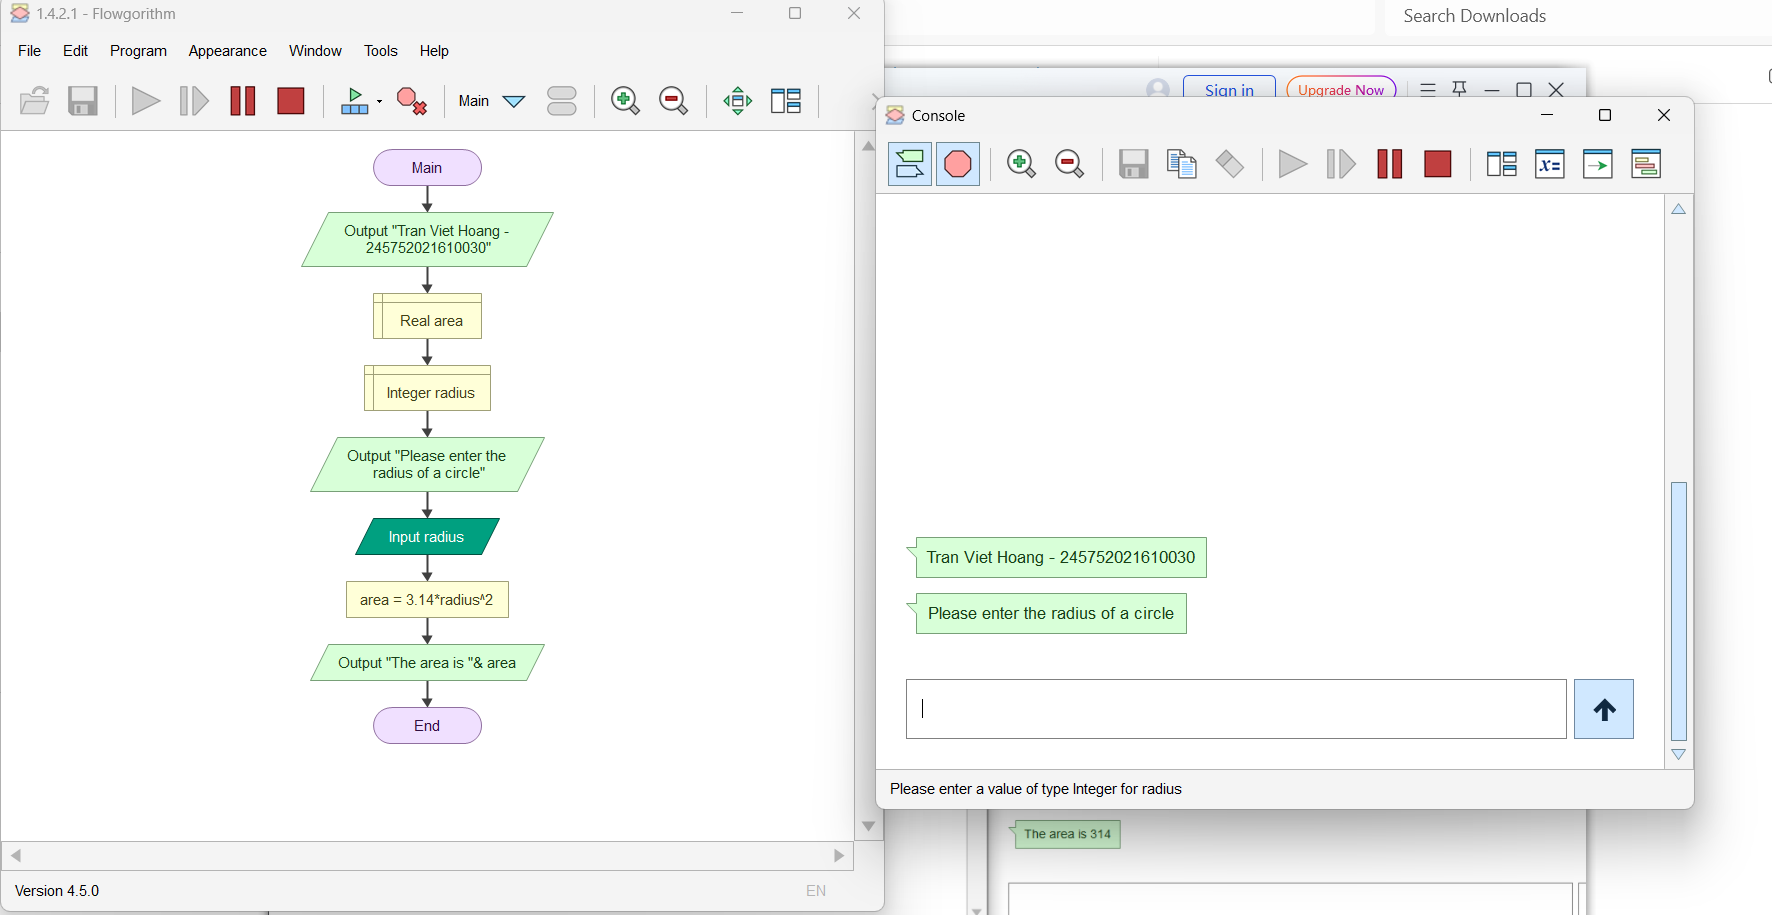 1.4.2.1 - Flowgorithm
File Edit Program Appearance Window Tools Help
Main
Main
Output "Tran Viet Hoang -
245752021610030"
Real area
Integer radius
Output "Please enter the
radius of a circle"
Input radius
area = 3.14*radius^2
Output "The area is "& area
End
Version 4.5.0
EN
Search Downloads
Sign in
Upgrade Now
Console
x=
Tran Viet Hoang - 245752021610030
Please enter the radius of a circle
Please enter a value of type Integer for radius
The area is 314